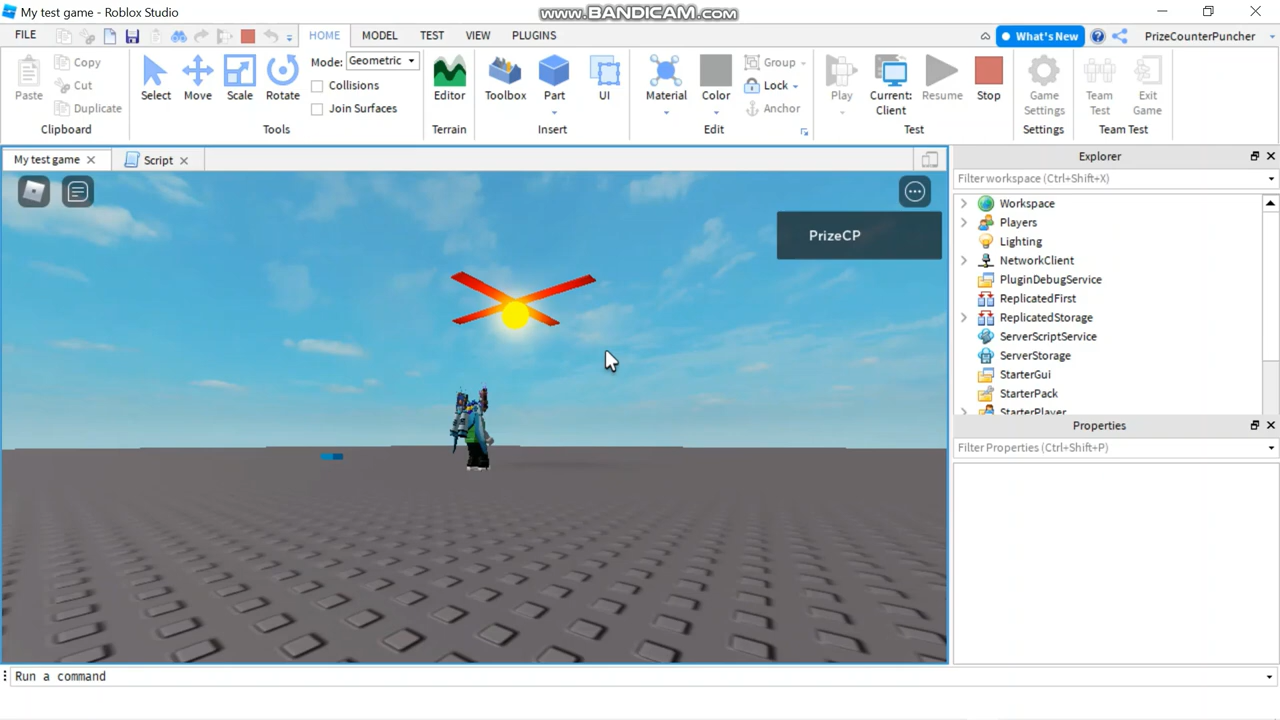 My test game - Roblox Studio
www.BANDICAM.com
FILE
HOME
MODEL
TEST
VIEW
PLUGINS
What's New
PrizeCounterPuncher
Paste
Copy
Cut
Duplicate
Clipboard
Select
Move
Scale
Rotate
Mode: Geometric
Collisions
Join Surfaces
Tools
Editor
Terrain
Toolbox
Part
UI
Insert
Material
Color
Group
Lock
Anchor
Edit
Play
Current:
Client
Resume
Stop
Test
Game
Settings
Settings
Team
Test
Exit
Game
Team Test
My test game
Script
PrizeCP
Explorer
Filter workspace (Ctrl+Shift+X)
Workspace
Players
Lighting
NetworkClient
PluginDebugService
ReplicatedFirst
ReplicatedStorage
ServerScriptService
ServerStorage
StarterGui
StarterPack
StarterPlayer
Properties
Filter Properties (Ctrl+Shift+P)
Run a command